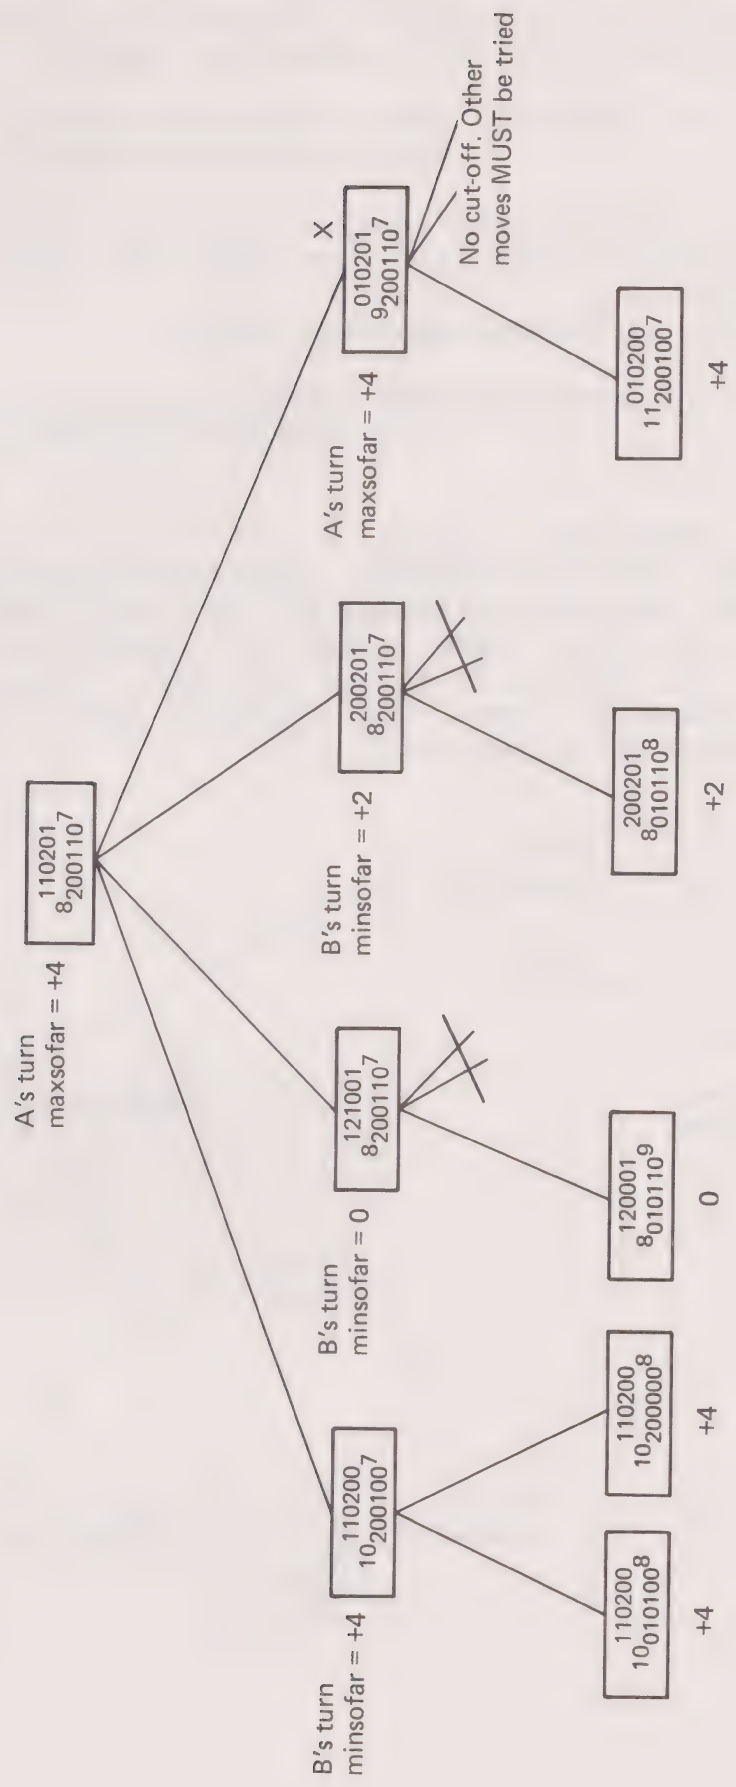 A's turn
maxsofar = +4
110201
8 200110 7
B's turn
minsofar = +4
110200
10 200100 7
B's turn
minsofar = 0
121001
8 200110 7
B's turn
minsofar = +2
200201
8 200110 7
A's turn
maxsofar = +4
X
010201
9 200110 7
No cut-off. Other
moves MUST be tried
110200
10 010100 8
+4
110200
10 200000 8
+4
120001
8 010110 9
0
200201
8 010110 8
+2
010200
11 200100 7
+4